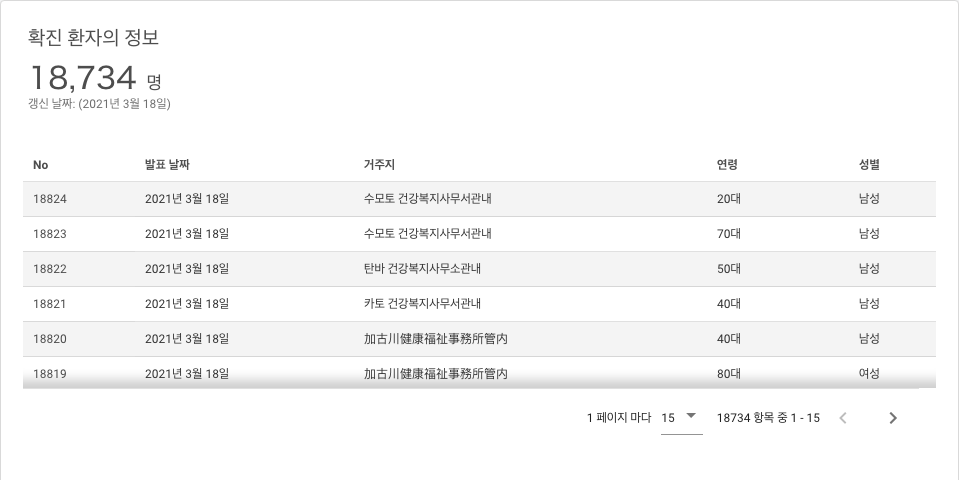 확진 환자의 정보
18,734 명
갱신 날짜: (2021년 3월 18일)
No 발표 날짜 거주지 연령 성별
18824 2021년 3월 18일 수모토 건강복지사무서관내 20대 남성
18823 2021년 3월 18일 수모토 건강복지사무서관내 70대 남성
18822 2021년 3월 18일 탄바 건강복지사무소관내 50대 남성
18821 2021년 3월 18일 카토 건강복지사무서관내 40대 남성
18820 2021년 3월 18일 加古川健康福祉事務所管内 40대 남성
18819 2021년 3월 18일 加古川健康福祉事務所管内 80대 여성
1 페이지 마다 15 18734 항목 중 1 - 15